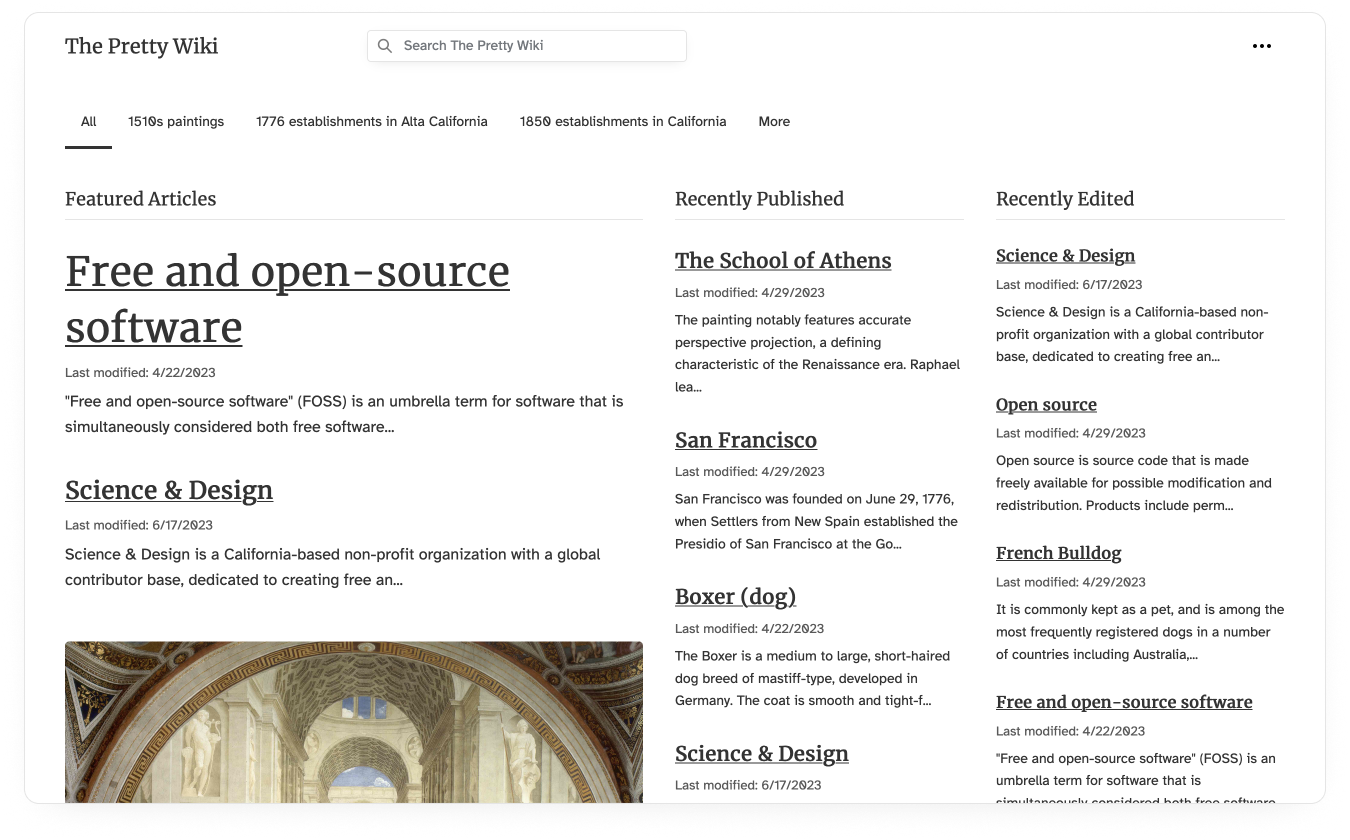 The Pretty Wiki
Search The Pretty Wiki
All
1510s paintings
1776 establishments in Alta California
1850 establishments in California
More
Featured Articles
Free and open-source
software
Last modified: 4/22/2023
"Free and open-source software" (FOSS) is an umbrella term for software that is
simultaneously considered both free software...
Science & Design
Last modified: 6/17/2023
Science & Design is a California-based non-profit organization with a global
contributor base, dedicated to creating free an...
Recently Published
The School of Athens
Last modified: 4/29/2023
The painting notably features accurate
perspective projection, a defining
characteristic of the Renaissance era. Raphael
lea...
San Francisco
Last modified: 4/29/2023
San Francisco was founded on June 29, 1776,
when Settlers from New Spain established the
Presidio of San Francisco at the Go...
Boxer (dog)
Last modified: 4/22/2023
The Boxer is a medium to large, short-haired
dog breed of mastiff-type, developed in
Germany. The coat is smooth and tight-f...
Science & Design
Last modified: 6/17/2023
Recently Edited
Science & Design
Last modified: 6/17/2023
Science & Design is a California-based non-
profit organization with a global contributor
base, dedicated to creating free an...
Open source
Last modified: 4/29/2023
Open source is source code that is made
freely available for possible modification and
redistribution. Products include perm...
French Bulldog
Last modified: 4/29/2023
It is commonly kept as a pet, and is among the
most frequently registered dogs in a number
of countries including Australia,...
Free and open-source software
Last modified: 4/22/2023
"Free and open-source software" (FOSS) is an
umbrella term for software that is
simultaneously considered both free software